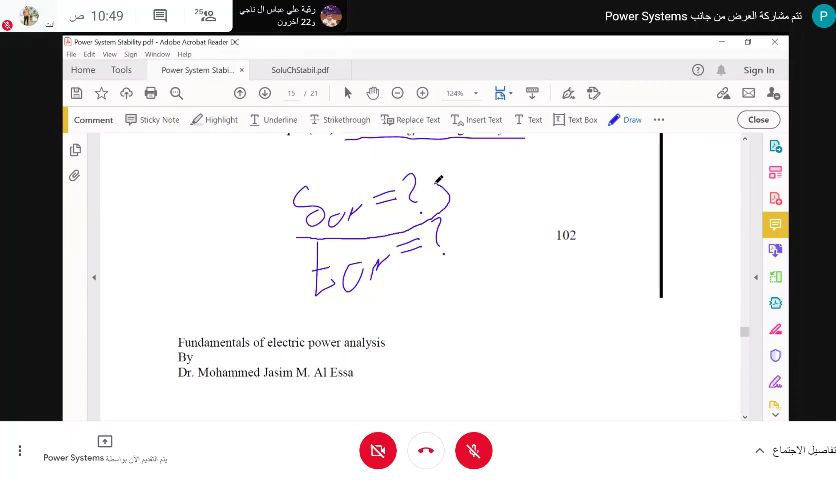 10:49 ص
25
رقية علي عباس ال ناجي
و22 آخرون
تتم مشاركة العرض من جانب Power Systems
P
أنت
Power System Stability.pdf - Adobe Acrobat Reader DC
File Edit View Sign Window Help
Home Tools Power System Stabi... × SoluChStabil.pdf Sign In
15 / 21 124%
Comment Sticky Note Highlight Underline Strikethrough Replace Text Insert Text Text Text Box Draw ••• Close
δcr = ?
tcr = ?
102
Fundamentals of electric power analysis
By
Dr. Mohammed Jasim M. Al Essa
يتم التقديم الآن بواسطة Power Systems
تفاصيل الاجتماع